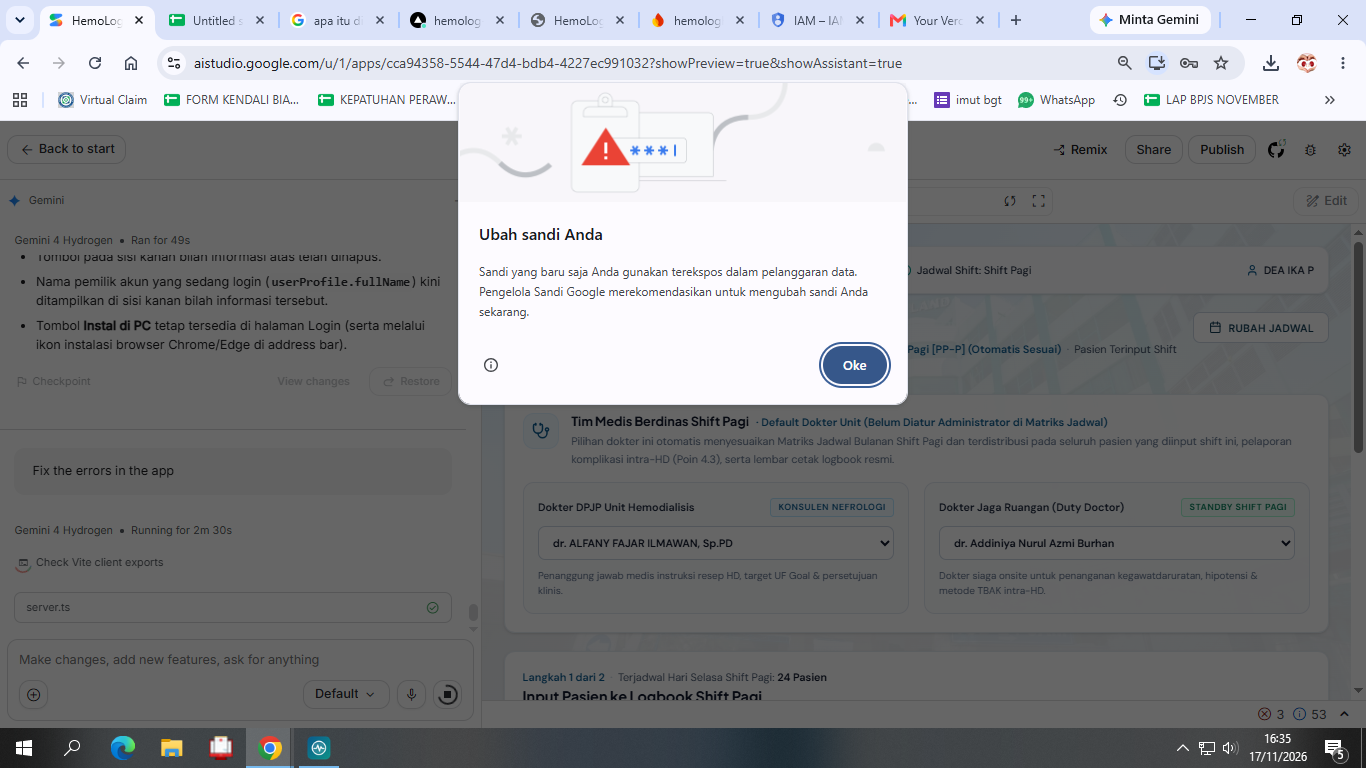 HemoLog
Untitled s
apa itu di
hemolog
HemoLog
hemologi
IAM – IAM
Your Verc
Minta Gemini
aistudio.google.com/u/1/apps/cca94358-5544-47d4-bdb4-4227ec991032?showPreview=true&showAssistant=true
Virtual Claim
FORM KENDALI BIA...
KEPATUHAN PERAW...
imut bgt
99+
WhatsApp
LAP BPJS NOVEMBER
Back to start
Remix
Share
Publish
Gemini
Edit
Gemini 4 Hydrogen • Ran for 49s
Tombol pada sisi kanan bilah informasi atas telah dihapus.
Nama pemilik akun yang sedang login (userProfile.fullName) kini
ditampilkan di sisi kanan bilah informasi tersebut.
Tombol Instal di PC tetap tersedia di halaman Login (serta melalui
ikon instalasi browser Chrome/Edge di address bar).
Checkpoint
View changes
Restore
Fix the errors in the app
Gemini 4 Hydrogen • Running for 2m 30s
Check Vite client exports
server.ts
Make changes, add new features, ask for anything
Default
***
Ubah sandi Anda
Sandi yang baru saja Anda gunakan terekspos dalam pelanggaran data.
Pengelola Sandi Google merekomendasikan untuk mengubah sandi Anda
sekarang.
Oke
Jadwal Shift: Shift Pagi
DEA IKA P
RUBAH JADWAL
Pagi [PP-P] (Otomatis Sesuai) · Pasien Terinput Shift
Tim Medis Berdinas Shift Pagi · Default Dokter Unit (Belum Diatur Administrator di Matriks Jadwal)
Pilihan dokter ini otomatis menyesuaikan Matriks Jadwal Bulanan Shift Pagi dan terdistribusi pada seluruh pasien yang diinput shift ini, pelaporan
komplikasi intra-HD (Poin 4.3), serta lembar cetak logbook resmi.
Dokter DPJP Unit Hemodialisis
KONSULEN NEFROLOGI
dr. ALFANY FAJAR ILMAWAN, Sp.PD
Penanggung jawab medis instruksi resep HD, target UF Goal & persetujuan
klinis.
Dokter Jaga Ruangan (Duty Doctor)
STANDBY SHIFT PAGI
dr. Addiniya Nurul Azmi Burhan
Dokter siaga onsite untuk penanganan kegawatdaruratan, hipotensi &
metode TBAK intra-HD.
Langkah 1 dari 2 · Terjadwal Hari Selasa Shift Pagi: 24 Pasien
Input Pasien ke Logbook Shift Pagi
3
53
16:35
17/11/2026
5